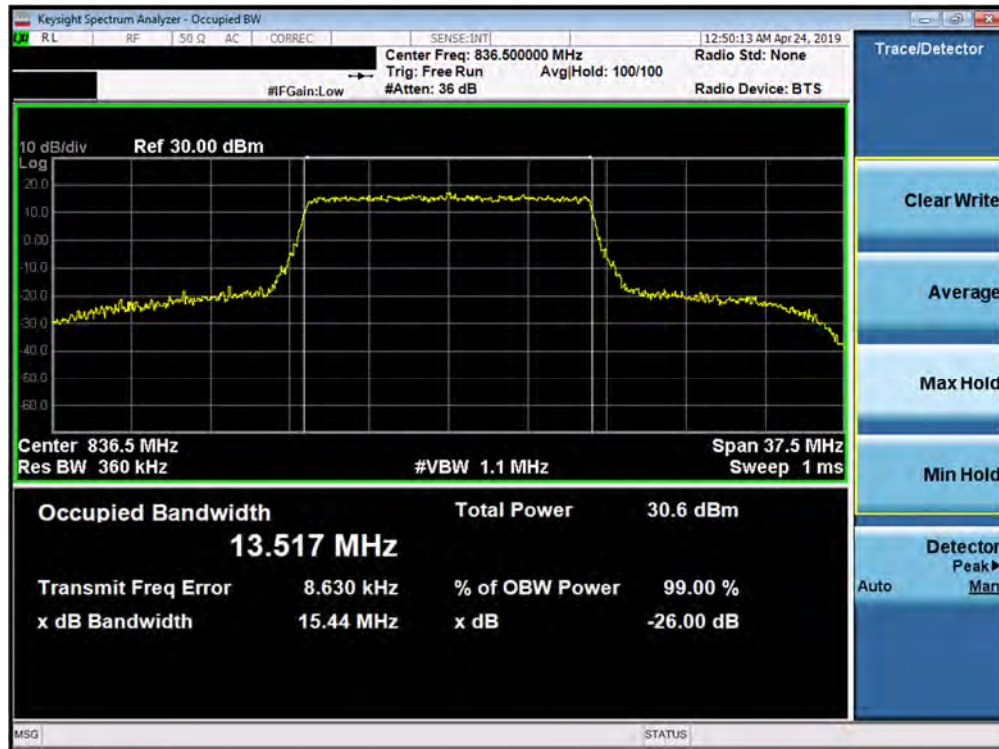 Keysight Spectrum Analyzer - Occupied BW
LXI RL RF 50 Ω AC CORREC SENSE:INT 12:50:13 AM Apr 24, 2019
Center Freq: 836.500000 MHz Radio Std: None
Trig: Free Run Avg|Hold: 100/100
#IFGain:Low #Atten: 36 dB Radio Device: BTS
10 dB/div Ref 30.00 dBm
Log
20.0
10.0
0.00
-10.0
-20.0
-30.0
-40.0
-50.0
-60.0
Center 836.5 MHz Span 37.5 MHz
Res BW 360 kHz #VBW 1.1 MHz Sweep 1 ms
Occupied Bandwidth Total Power 30.6 dBm
13.517 MHz
Transmit Freq Error 8.630 kHz % of OBW Power 99.00 %
x dB Bandwidth 15.44 MHz x dB -26.00 dB
MSG STATUS
Trace/Detector
Clear Write
Average
Max Hold
Min Hold
Detector
Peak▶
Auto Man